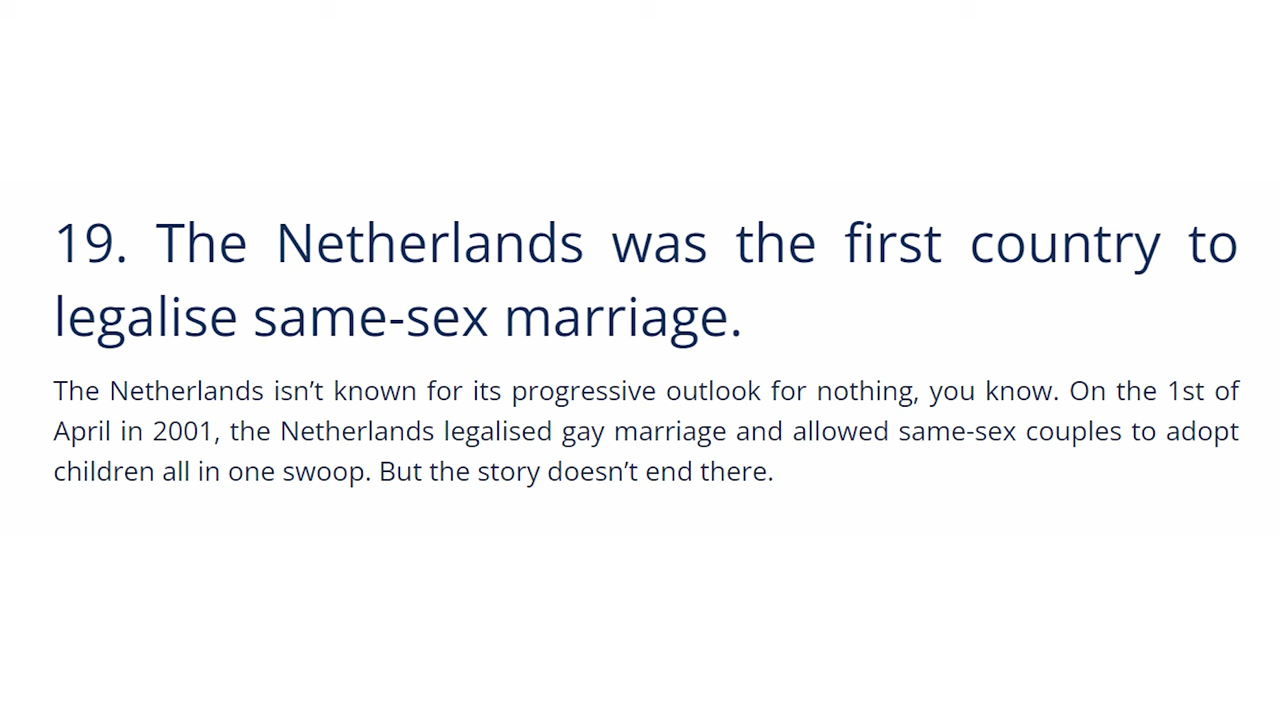 19. The Netherlands was the first country to
legalise same-sex marriage.
The Netherlands isn’t known for its progressive outlook for nothing, you know. On the 1st of
April in 2001, the Netherlands legalised gay marriage and allowed same-sex couples to adopt
children all in one swoop. But the story doesn’t end there.